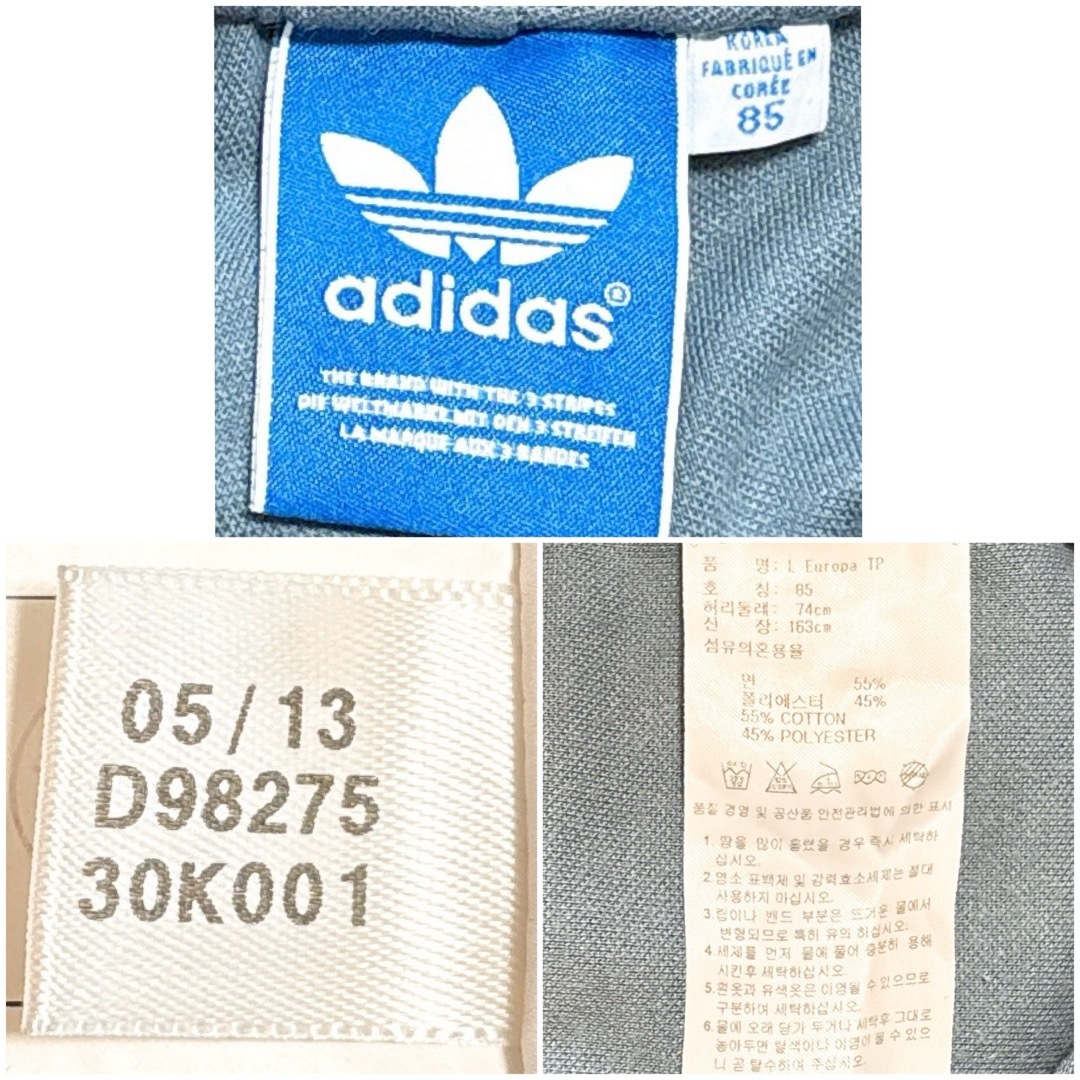 adidas®
THE BRAND WITH THE 3 STRIPES
DIE WELTMARKE MIT DEN 3 STREIFEN
LA MARQUE AUX 3 BANDES
KOREA
FABRIQUÉ EN
CORÉE
85
05/13
D98275
30K001
품 명: L Europa TP
호 칭: 85
허리둘레: 74cm
신 장: 163cm
섬유의혼용율
면 55%
폴리에스터 45%
55% COTTON
45% POLYESTER
품질 경영 및 공산품 안전관리법에 의한 표시
1. 땀을 많이 흘렸을 경우 즉시 세탁하
십시오.
2. 염소 표백제 및 강력효소세제는 절대
사용하지 마십시오.
3. 립이나 밴드 부분은 뜨거운 물에서
변형되므로 특히 유의 하십시오.
4. 세제를 먼저 물에 풀어 충분히 용해
시킨후 세탁하십시오.
5. 흰옷과 유색옷은 이염될 수 있으므로
구분하여 세탁하십시오.
6. 물에 오래 담가 두거나 세탁후 그대로
놓아두면 탈색이나 이염이 될 수 있으
니 곧 탈수하여 주십시오.